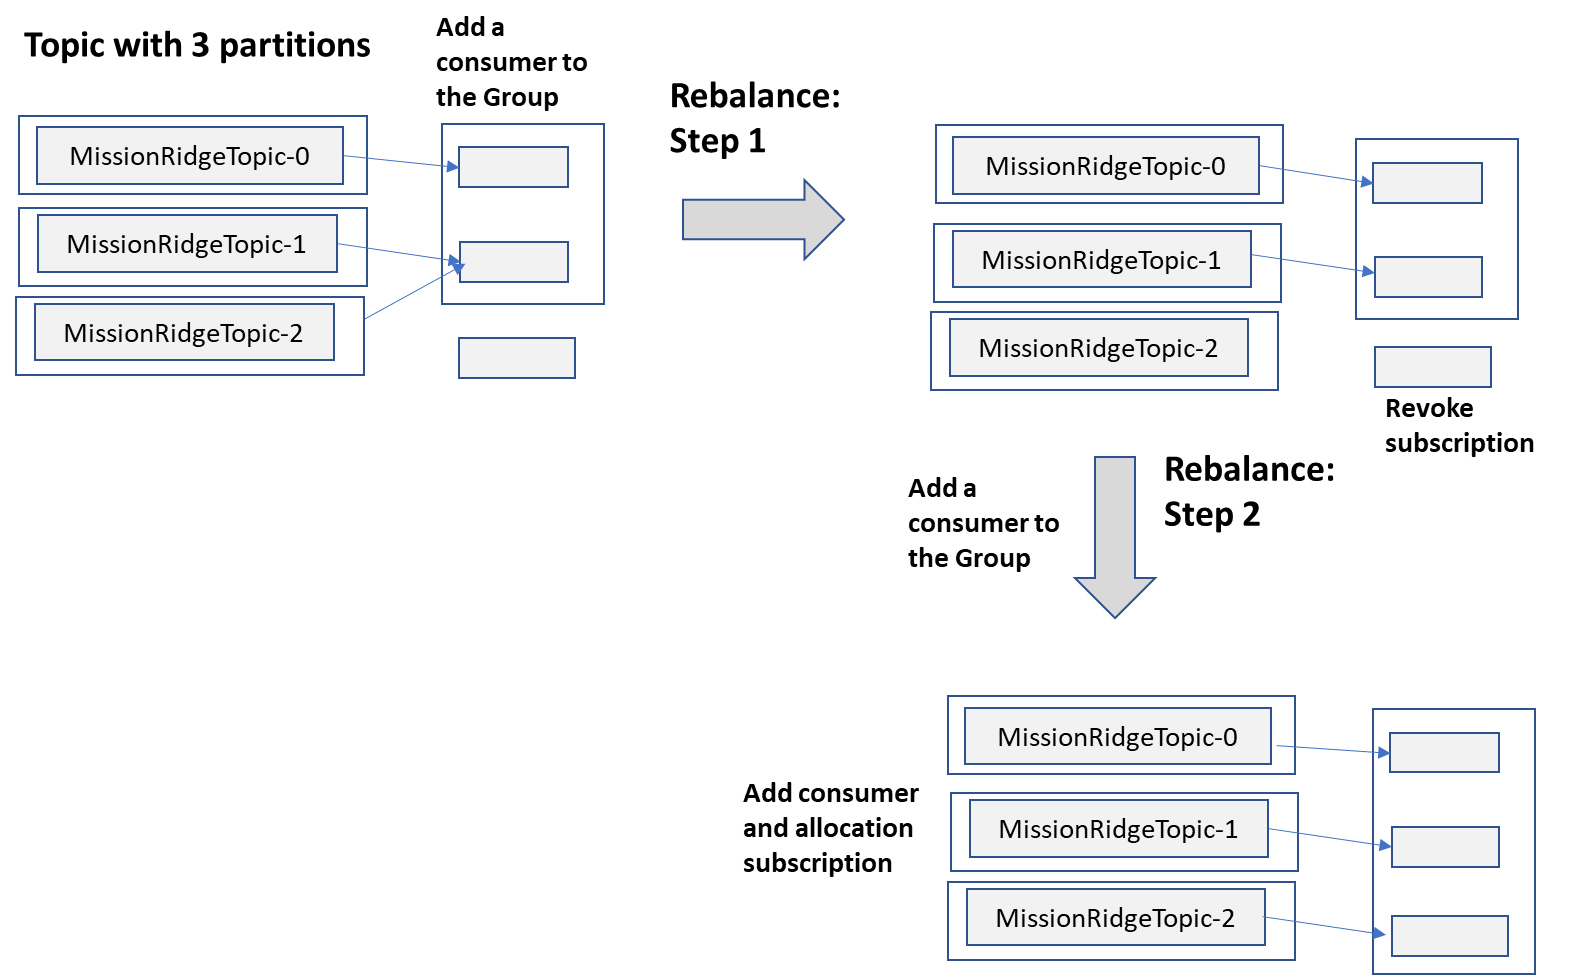 Topic with 3 partitions
Add a
consumer to
the Group
MissionRidgeTopic-0
MissionRidgeTopic-1
MissionRidgeTopic-2
Rebalance:
Step 1
MissionRidgeTopic-0
MissionRidgeTopic-1
MissionRidgeTopic-2
Revoke
subscription
Add a
consumer to
the Group
Rebalance:
Step 2
Add consumer
and allocation
subscription
MissionRidgeTopic-0
MissionRidgeTopic-1
MissionRidgeTopic-2